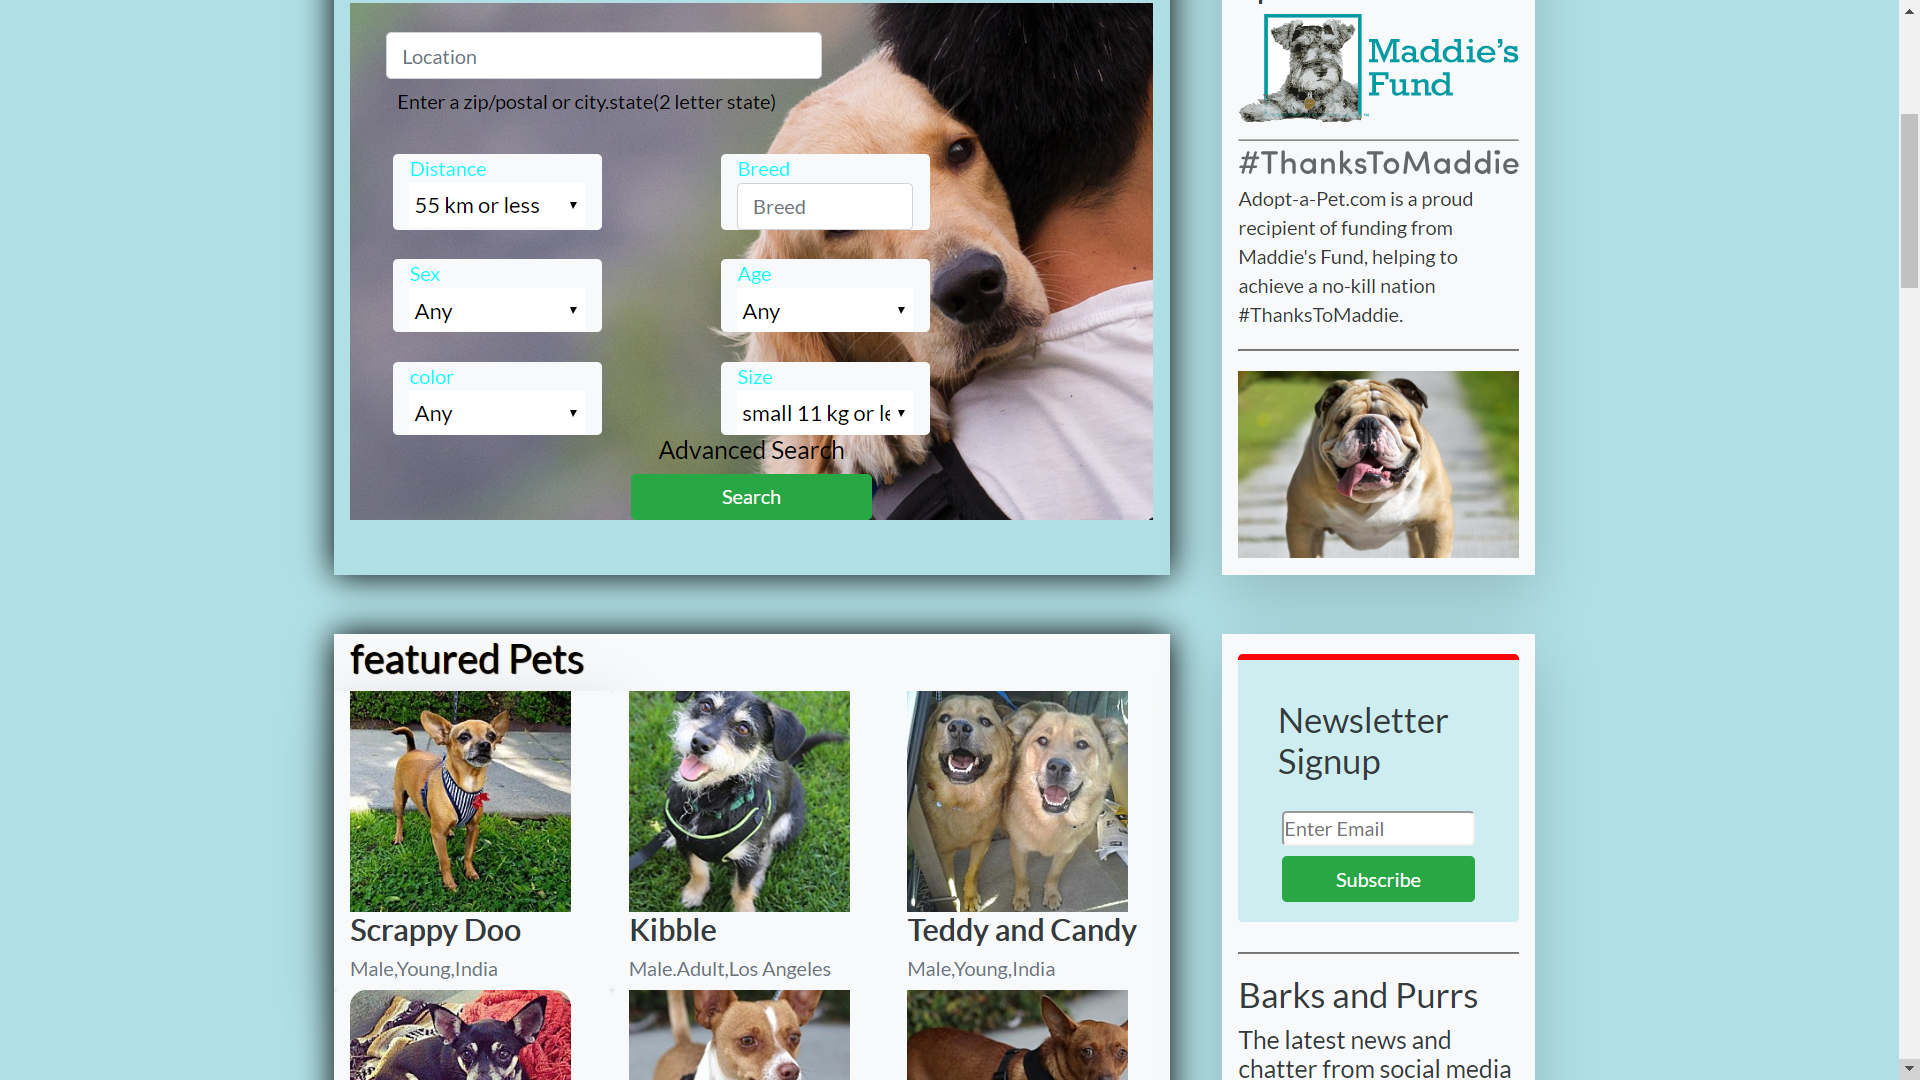 Location
Enter a zip/postal or city.state(2 letter state)
Distance
55 km or less
Breed
Breed
Sex
Any
Age
Any
color
Any
Size
small 11 kg or le
Advanced Search
Search
Maddie's
Fund
#ThanksToMaddie
Adopt-a-Pet.com is a proud
recipient of funding from
Maddie's Fund, helping to
achieve a no-kill nation
#ThanksToMaddie.
featured Pets
Scrappy Doo
Male,Young,India
Kibble
Male.Adult,Los Angeles
Teddy and Candy
Male,Young,India
Newsletter
Signup
Enter Email
Subscribe
Barks and Purrs
The latest news and
chatter from social media